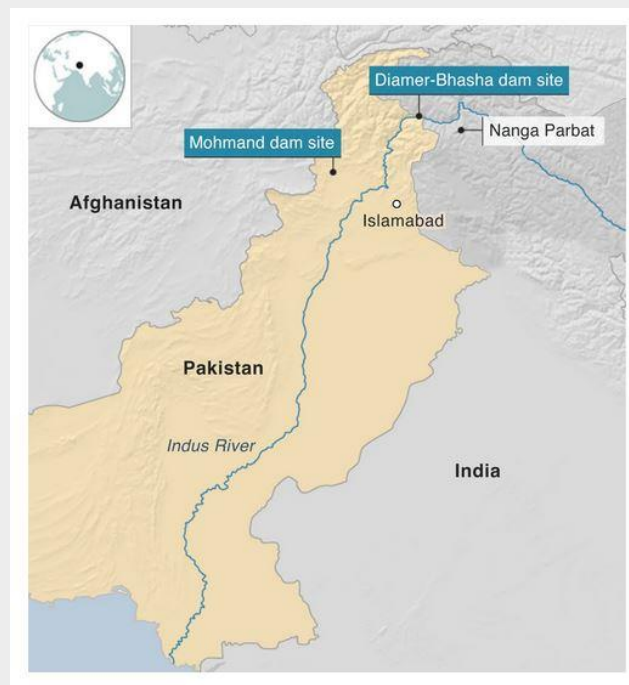 Diamer-Bhasha dam site
Nanga Parbat
Mohmand dam site
Afghanistan
Islamabad
Pakistan
Indus River
India